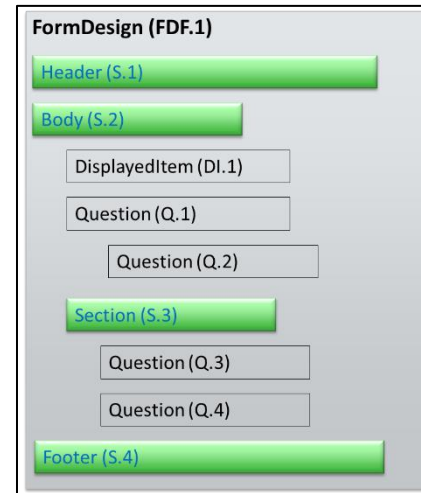 FormDesign (FDF.1)
Header (S.1)
Body (S.2)
DisplayedItem (DI.1)
Question (Q.1)
Question (Q.2)
Section (S.3)
Question (Q.3)
Question (Q.4)
Footer (S.4)